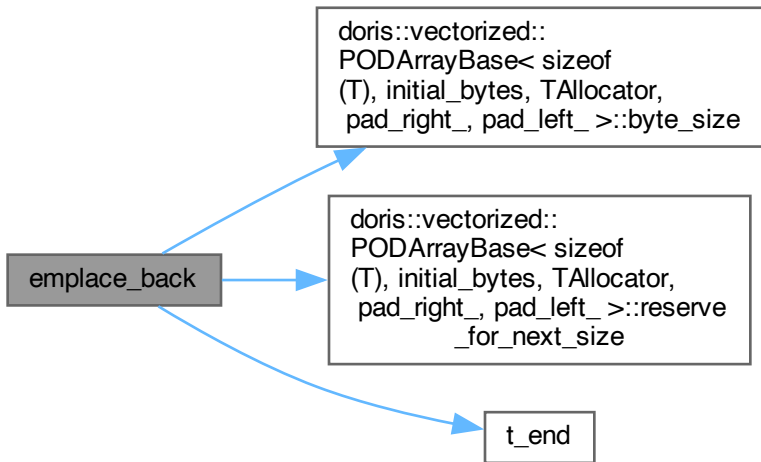 doris::vectorized::
PODArrayBase< sizeof
(T), initial_bytes, TAllocator,
pad_right_, pad_left_ >::byte_size
emplace_back
doris::vectorized::
PODArrayBase< sizeof
(T), initial_bytes, TAllocator,
pad_right_, pad_left_ >::reserve
_for_next_size
t_end